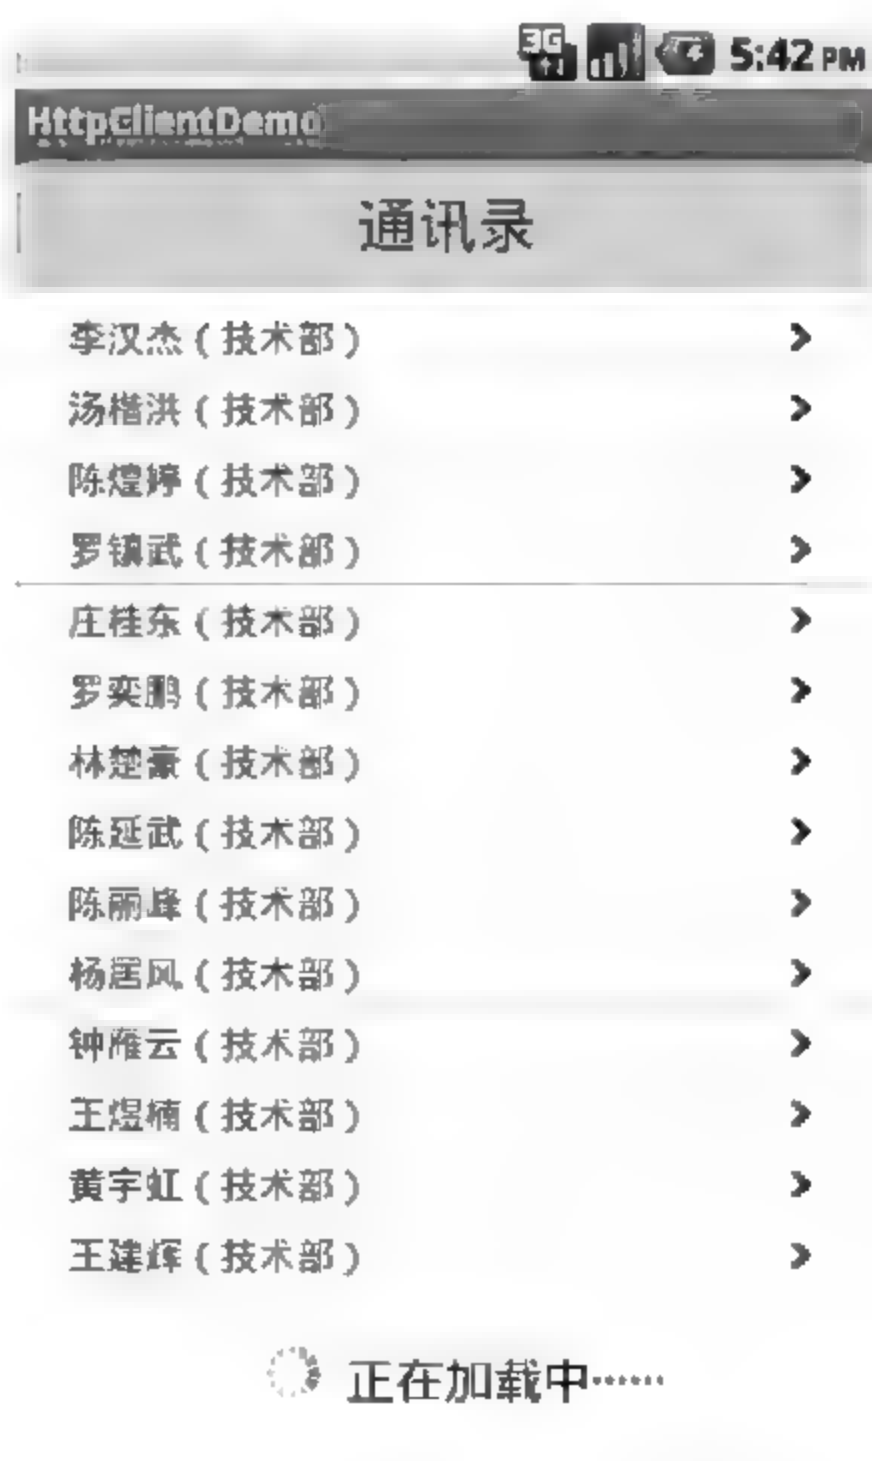 3G 5:42 PM
HttpClientDemo
通讯录
李汉杰(技术部)
汤楷洪(技术部)
陈煌婷(技术部)
罗镇武(技术部)
庄桂东(技术部)
罗奕鹏(技术部)
林楚豪(技术部)
陈延武(技术部)
陈丽峰(技术部)
杨居风(技术部)
钟雁云(技术部)
王煜楠(技术部)
黄宇虹(技术部)
王建辉(技术部)
正在加载中……